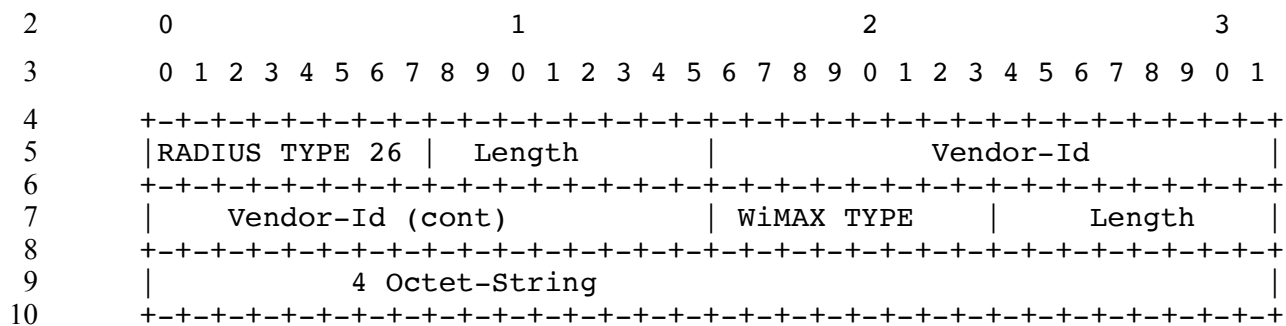 2 0 1 2 3
3 0 1 2 3 4 5 6 7 8 9 0 1 2 3 4 5 6 7 8 9 0 1 2 3 4 5 6 7 8 9 0 1
4 +-+-+-+-+-+-+-+-+-+-+-+-+-+-+-+-+-+-+-+-+-+-+-+-+-+-+-+-+-+-+-+-+
5 |RADIUS TYPE 26 | Length | Vendor-Id |
6 +-+-+-+-+-+-+-+-+-+-+-+-+-+-+-+-+-+-+-+-+-+-+-+-+-+-+-+-+-+-+-+-+
7 | Vendor-Id (cont) | WiMAX TYPE | Length |
8 +-+-+-+-+-+-+-+-+-+-+-+-+-+-+-+-+-+-+-+-+-+-+-+-+-+-+-+-+-+-+-+-+
9 | 4 Octet-String |
10 +-+-+-+-+-+-+-+-+-+-+-+-+-+-+-+-+-+-+-+-+-+-+-+-+-+-+-+-+-+-+-+-+